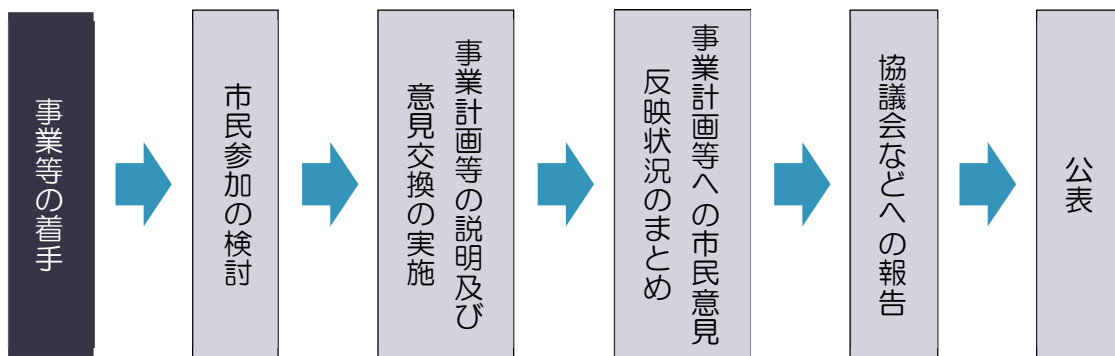 事業等の着手
市民参加の検討
事業計画等の説明及び
意見交換の実施
事業計画等への市民意見
反映状況のまとめ
協議会などへの報告
公表